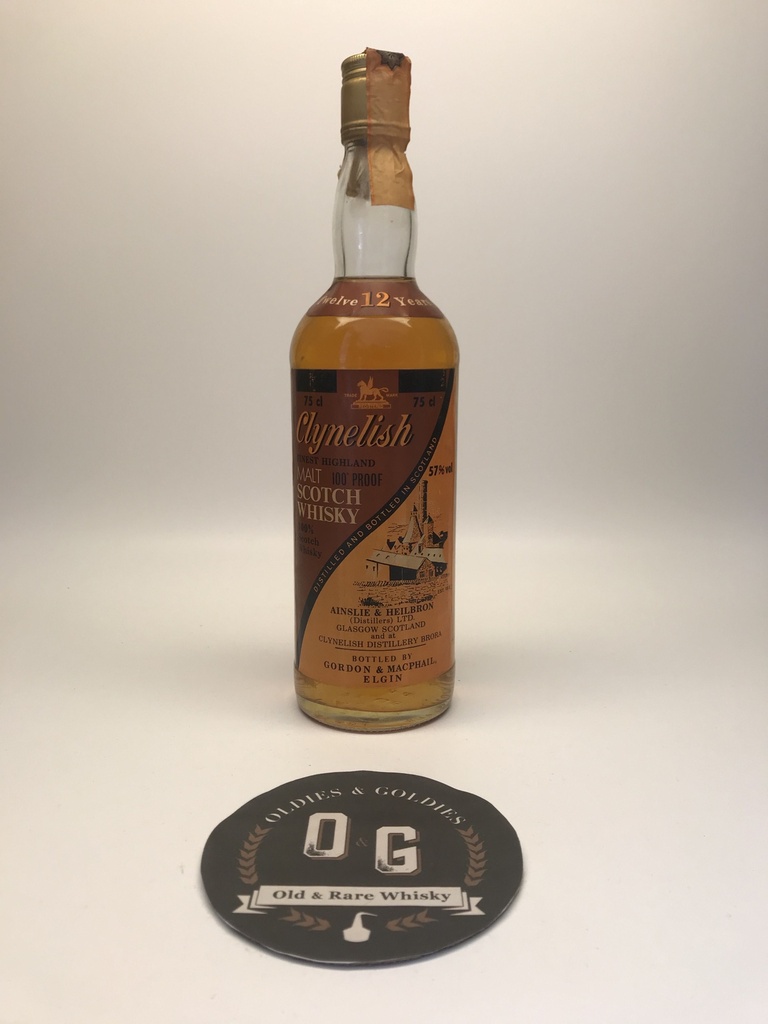 Twelve 12 Years
75 cl
75 cl
Clynelish
FINEST HIGHLAND
MALT 100° PROOF
SCOTCH
WHISKY
57% vol
Scotch
Whisky
DISTILLED AND BOTTLED IN SCOTLAND
AINSLIE & HEILBRON
(Distillers) LTD.
GLASGOW SCOTLAND
and at
CLYNELISH DISTILLERY BRORA
BOTTLED BY
GORDON & MACPHAIL,
ELGIN
OLDIES & GOLDIES
O & G
Old & Rare Whisky